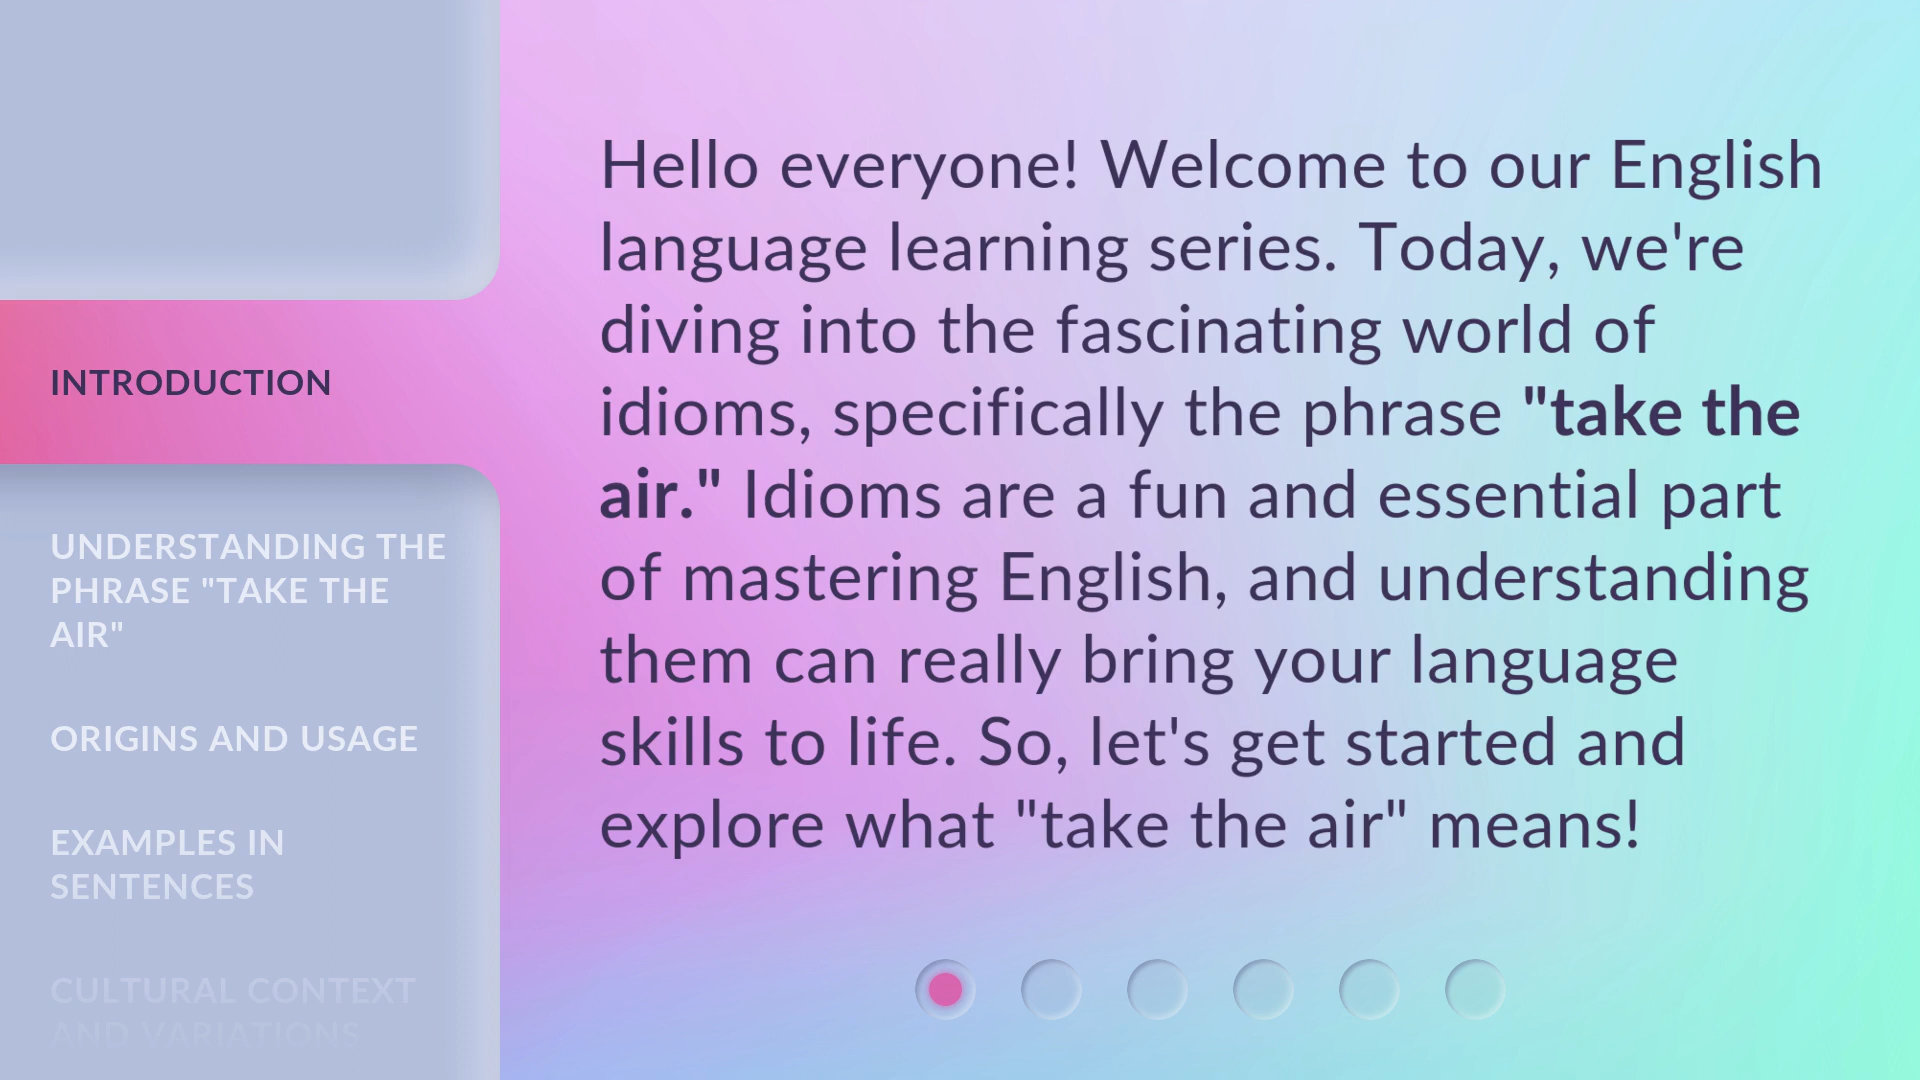 INTRODUCTION
UNDERSTANDING THE
PHRASE "TAKE THE
AIR"
ORIGINS AND USAGE
EXAMPLES IN
SENTENCES
CULTURAL CONTEXT
AND VARIATIONS
Hello everyone! Welcome to our English
language learning series. Today, we're
diving into the fascinating world of
idioms, specifically the phrase "take the
air." Idioms are a fun and essential part
of mastering English, and understanding
them can really bring your language
skills to life. So, let's get started and
explore what "take the air" means!